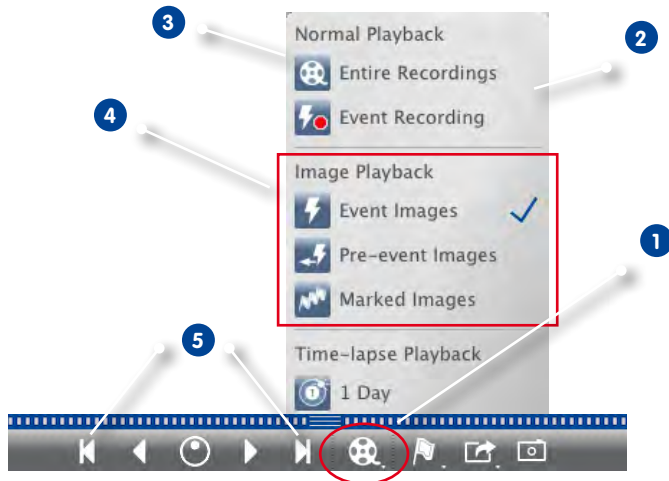 3
Normal Playback
2
Entire Recordings
4
Event Recording
Image Playback
Event Images
1
Pre-event Images
Marked Images
5
Time-lapse Playback
1 Day